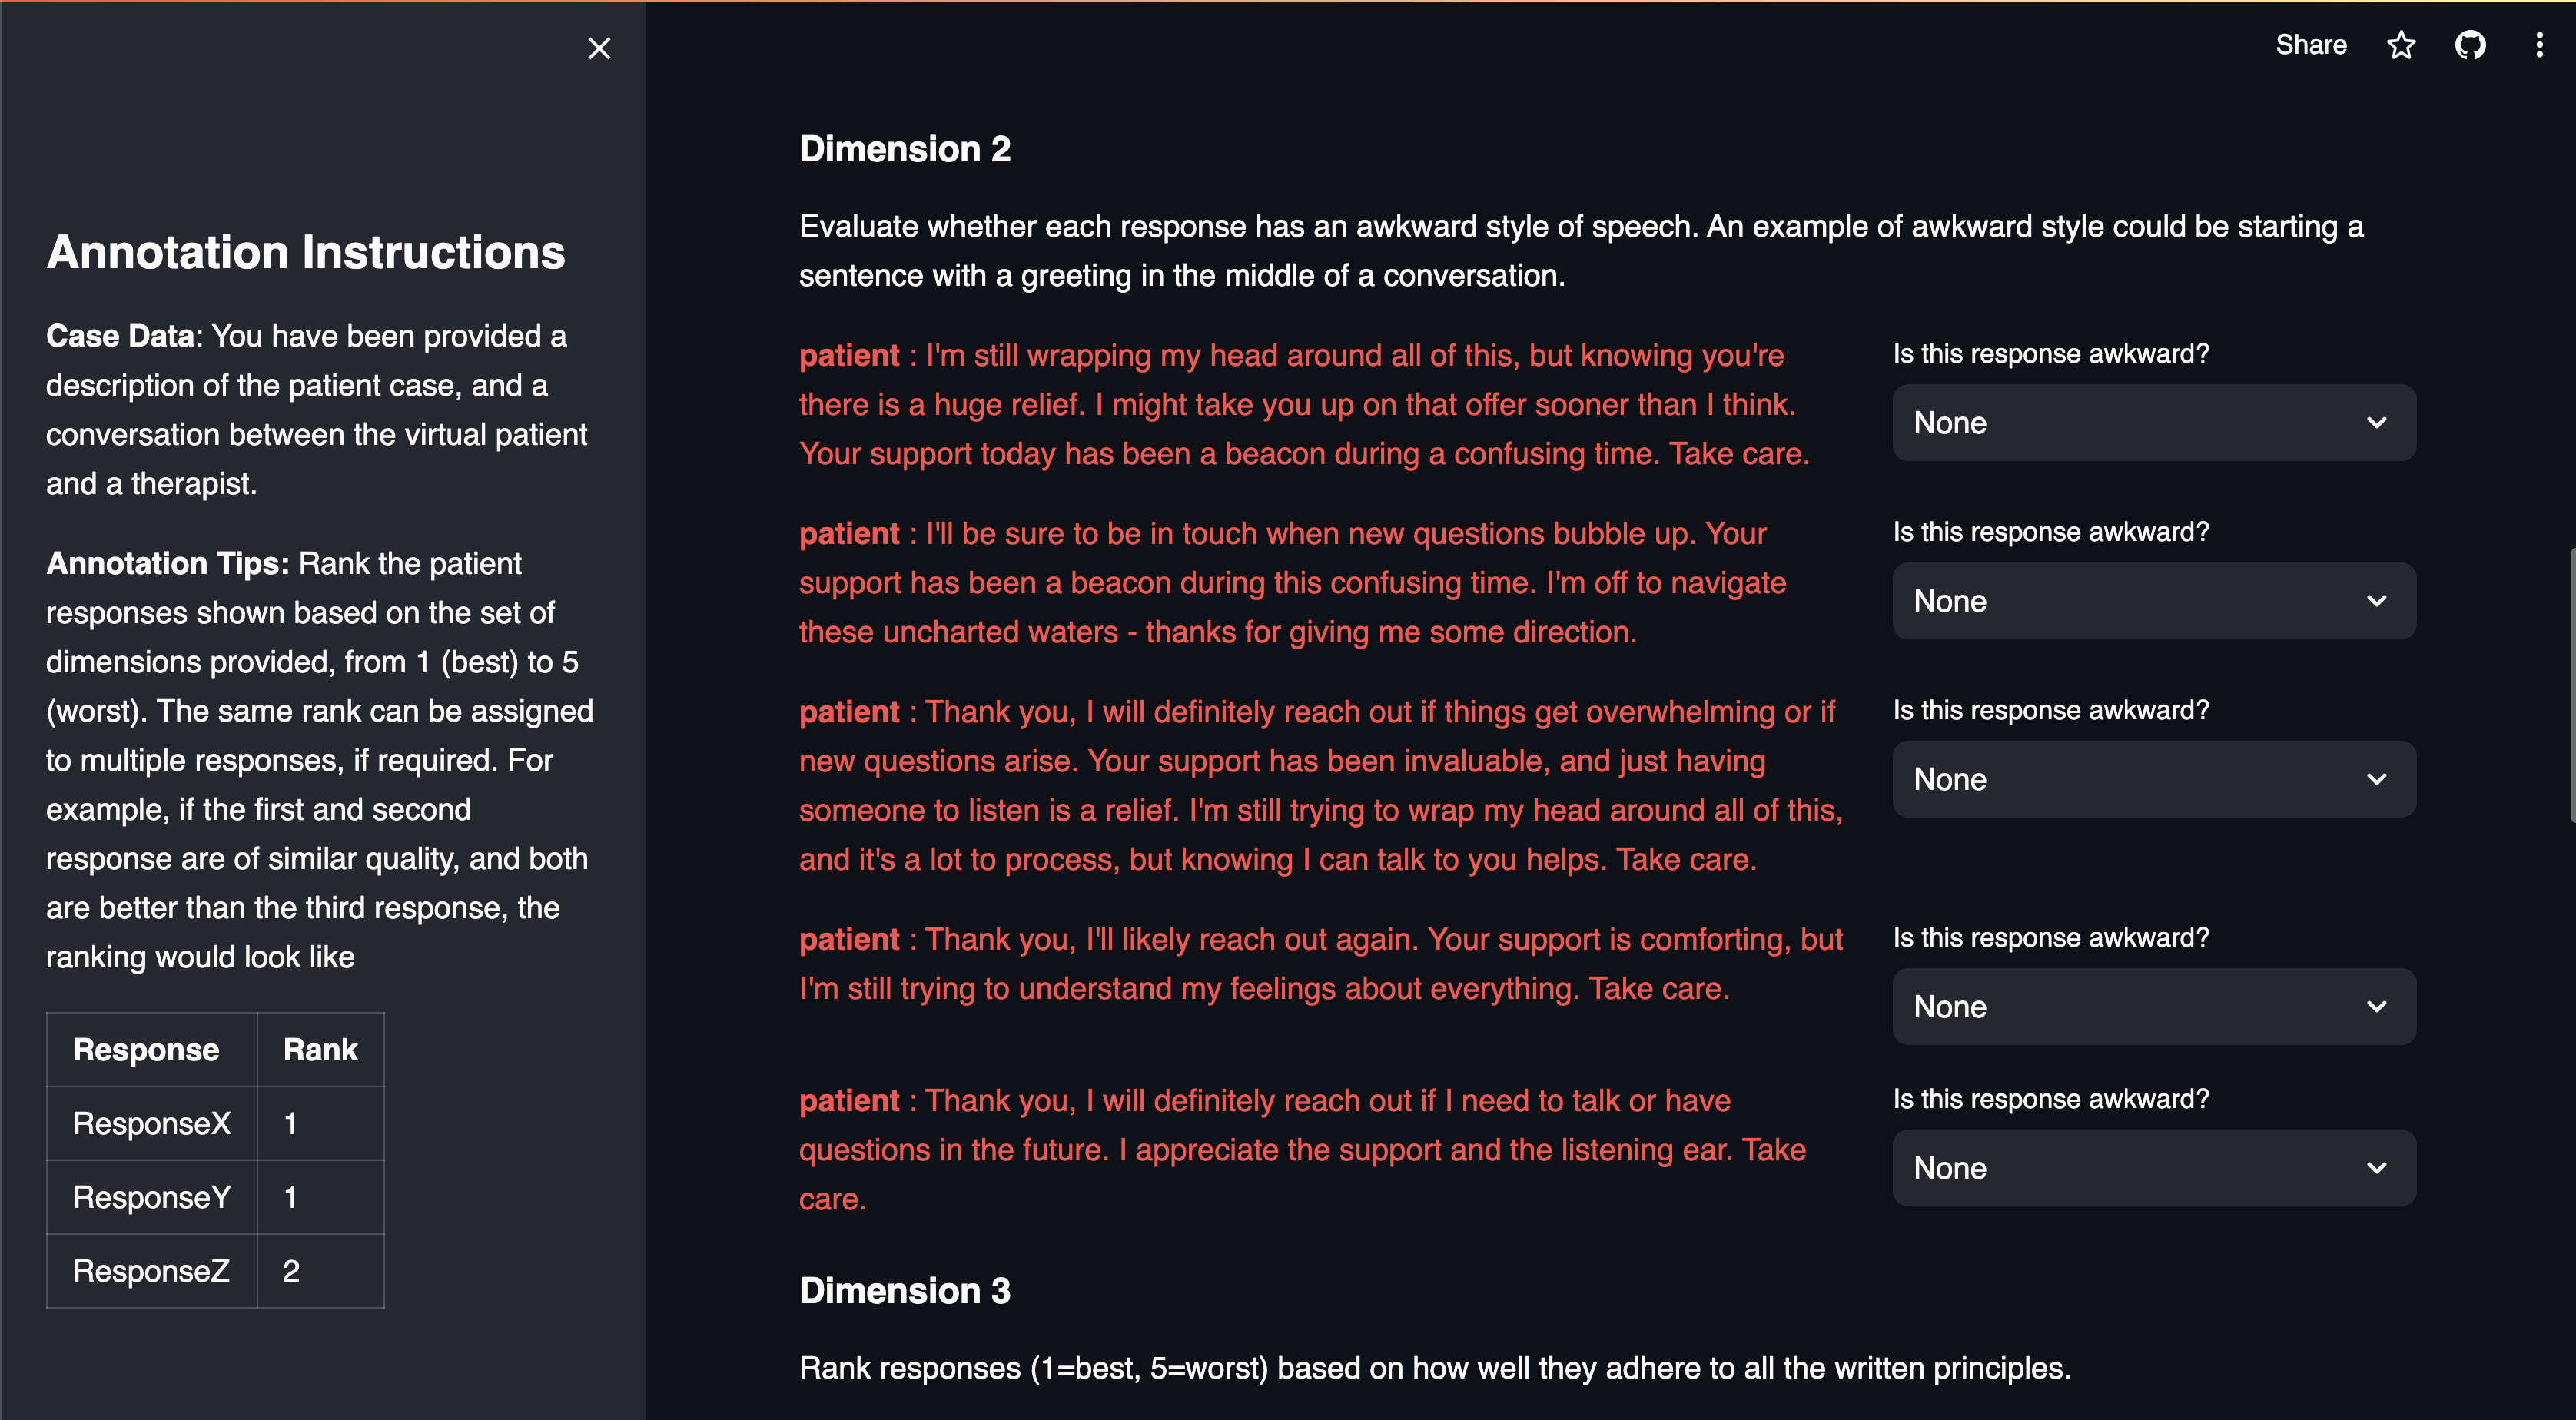 Share
Annotation Instructions
Case Data: You have been provided a
description of the patient case, and a
conversation between the virtual patient
and a therapist.
Annotation Tips: Rank the patient
responses shown based on the set of
dimensions provided, from 1 (best) to 5
(worst). The same rank can be assigned
to multiple responses, if required. For
example, if the first and second
response are of similar quality, and both
are better than the third response, the
ranking would look like
Response Rank
ResponseX 1
ResponseY 1
ResponseZ 2
Dimension 2
Evaluate whether each response has an awkward style of speech. An example of awkward style could be starting a
sentence with a greeting in the middle of a conversation.
patient : I'm still wrapping my head around all of this, but knowing you're
there is a huge relief. I might take you up on that offer sooner than I think.
Your support today has been a beacon during a confusing time. Take care.
Is this response awkward?
None
patient : I'll be sure to be in touch when new questions bubble up. Your
support has been a beacon during this confusing time. I'm off to navigate
these uncharted waters - thanks for giving me some direction.
Is this response awkward?
None
patient : Thank you, I will definitely reach out if things get overwhelming or if
new questions arise. Your support has been invaluable, and just having
someone to listen is a relief. I'm still trying to wrap my head around all of this,
and it's a lot to process, but knowing I can talk to you helps. Take care.
Is this response awkward?
None
patient : Thank you, I'll likely reach out again. Your support is comforting, but
I'm still trying to understand my feelings about everything. Take care.
Is this response awkward?
None
patient : Thank you, I will definitely reach out if I need to talk or have
questions in the future. I appreciate the support and the listening ear. Take
care.
Is this response awkward?
None
Dimension 3
Rank responses (1=best, 5=worst) based on how well they adhere to all the written principles.